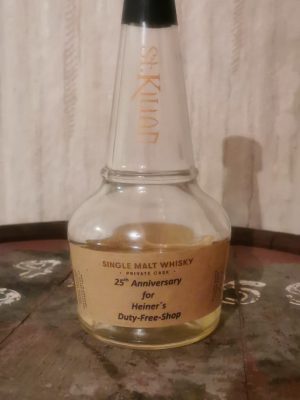 St. KILIAN
SINGLE MALT WHISKY
- PRIVATE CASK -
25th Anniversary
for
Heiner's
Duty-Free-Shop